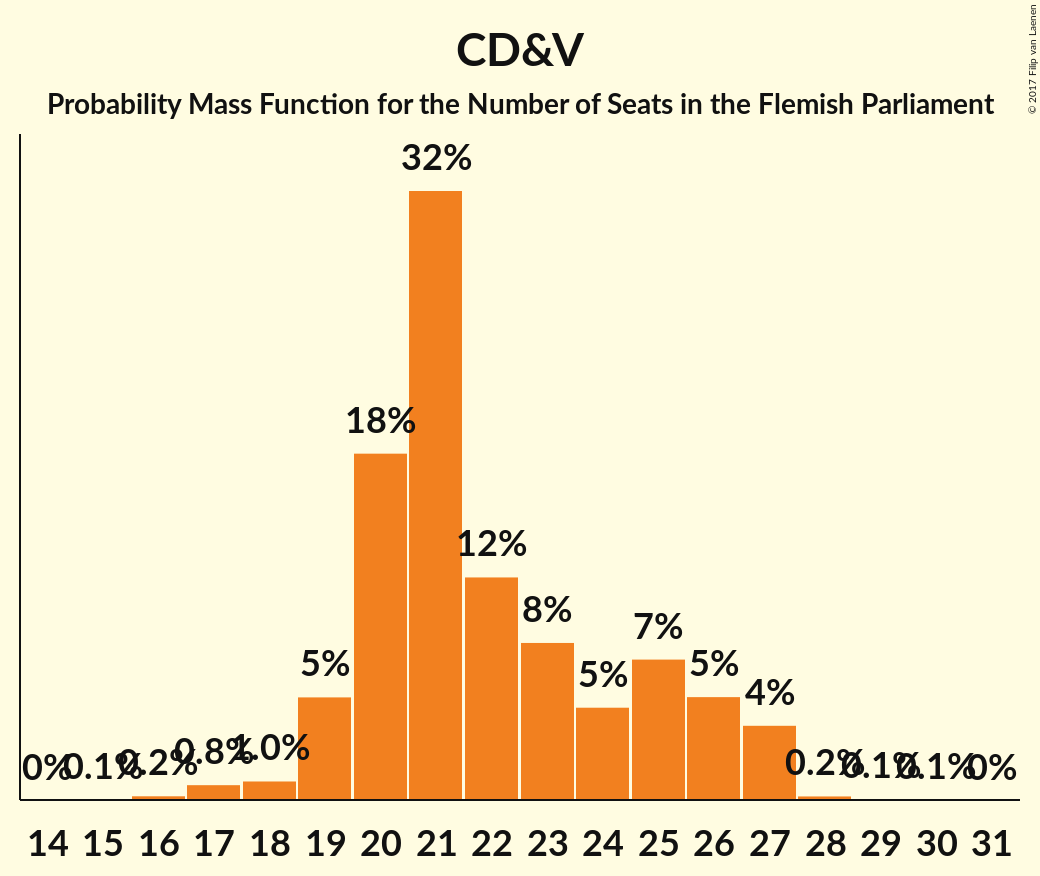 CD&V
Probability Mass Function for the Number of Seats in the Flemish Parliament
© 2017 Filip van Laenen
32%
18%
12%
8%
7%
5%
5%
5%
4%
0% 0.1% 0.2% 0.8% 1.0% 0.2% 0.1% 0.1% 0%
14 15 16 17 18 19 20 21 22 23 24 25 26 27 28 29 30 31